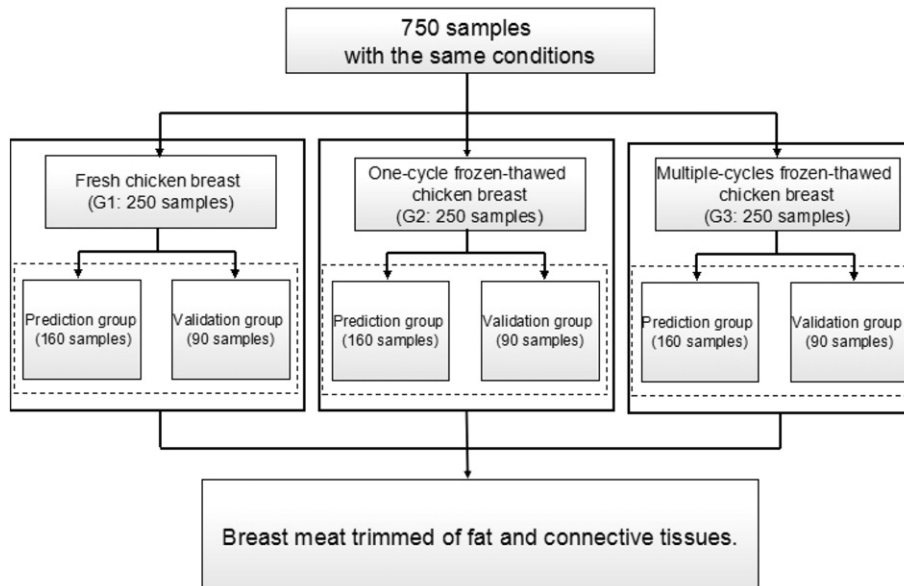 750 samples
with the same conditions
Fresh chicken breast
(G1: 250 samples)
One-cycle frozen-thawed
chicken breast
(G2: 250 samples)
Multiple-cycles frozen-thawed
chicken breast
(G3: 250 samples)
Prediction group
(160 samples)
Validation group
(90 samples)
Prediction group
(160 samples)
Validation group
(90 samples)
Prediction group
(160 samples)
Validation group
(90 samples)
Breast meat trimmed of fat and connective tissues.